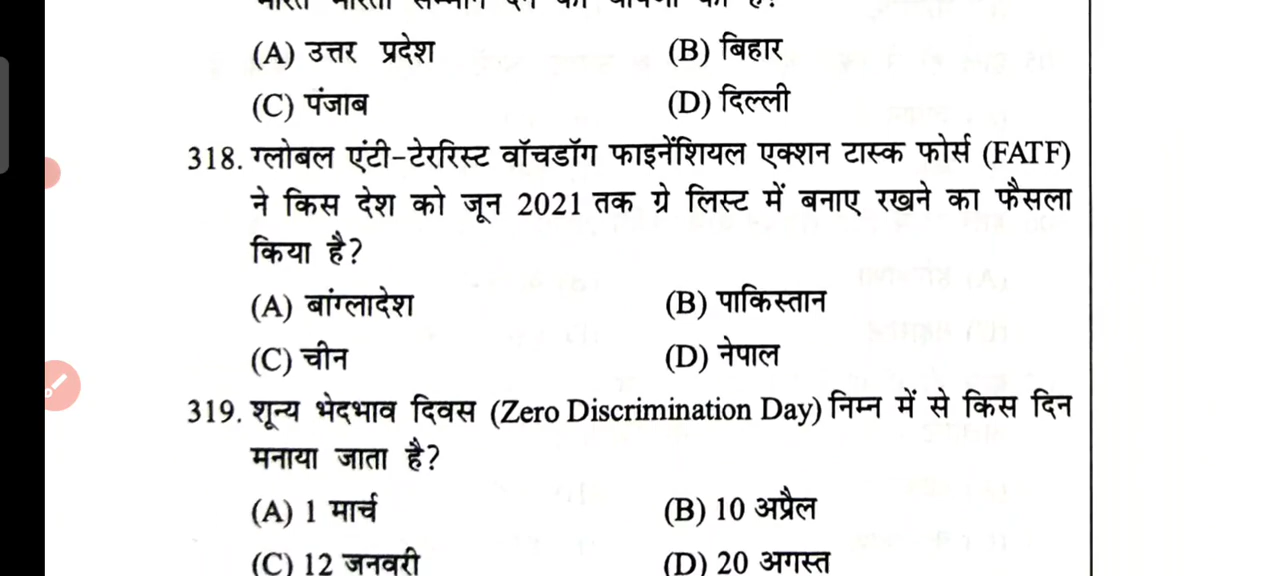 (A) उत्तर प्रदेश (B) बिहार
(C) पंजाब (D) दिल्ली
318. ग्लोबल एंटी-टेररिस्ट वॉचडॉग फाइनेंशियल एक्शन टास्क फोर्स (FATF)
ने किस देश को जून 2021 तक ग्रे लिस्ट में बनाए रखने का फैसला
किया है?
(A) बांग्लादेश (B) पाकिस्तान
(C) चीन (D) नेपाल
319. शून्य भेदभाव दिवस (Zero Discrimination Day) निम्न में से किस दिन
मनाया जाता है?
(A) 1 मार्च (B) 10 अप्रैल
(C) 12 जनवरी (D) 20 अगस्त